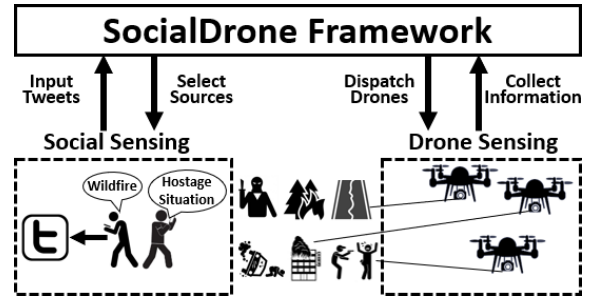 SocialDrone Framework
Input
Tweets
Select
Sources
Dispatch
Drones
Collect
Information
Social Sensing
Drone Sensing
Wildfire
Hostage
Situation
t